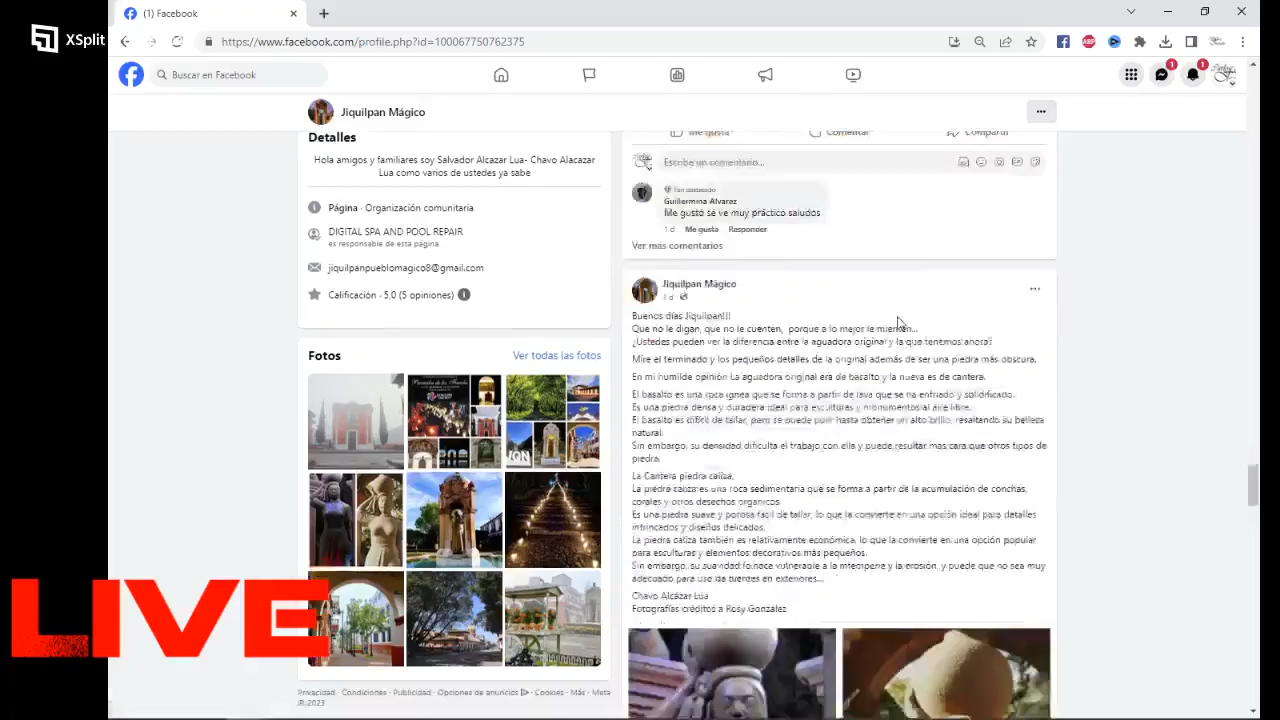 (1) Facebook
XSplit
https://www.facebook.com/profile.php?id=100067750762375
Buscar en Facebook
1
1
Jiquilpan Mágico
Detalles
Hola amigos y familiares soy Salvador Alcazar Lua- Chavo Alacazar
Lua como varios de ustedes ya sabe
Página · Organización comunitaria
DIGITAL SPA AND POOL REPAIR
es responsable de esta página.
jiquilpanpueblomagico8@gmail.com
Calificación · 5,0 (5 opiniones)
Fotos
Ver todas las fotos
Privacidad · Condiciones · Publicidad · Opciones de anuncios · Cookies · Más · Meta
2023
Me gusta
Comentar
Compartir
Escribe un comentario...
Fan destacado
Guillermina Alvarez
Me gustó se ve muy práctico saludos
1 d Me gusta Responder
Ver más comentarios
Jiquilpan Mágico
Buenos días Jiquilpan!!!
Que no le digan, que no le cuenten, porque a lo mejor le mienten...
¿Ustedes pueden ver la diferencia entre la aguadora original y la que tenemos ahora?
Mire el terminado y los pequeños detalles de la original además de ser una piedra más obscura.
En mi humilde opinión La aguadora original era de basalto y la nueva es de cantera.
El basalto es una roca ígnea que se forma a partir de lava que se ha enfriado y solidificado.
Es una piedra densa y duradera ideal para esculturas y monumentos al aire libre.
El basalto es difícil de tallar, pero se puede pulir hasta obtener un alto brillo, resaltando su belleza
natural.
Sin embargo, su densidad dificulta el trabajo con ella y puede resultar mas cara que otros tipos de
piedra.
La Cantera piedra caliza,
La piedra caliza es una roca sedimentaria que se forma a partir de la acumulación de conchas,
corales y otros desechos organicos.
Es una piedra suave y porosa fácil de tallar, lo que la convierte en una opción ideal para detalles
intrincados y diseños delicados.
La piedra caliza también es relativamente económica, lo que la convierte en una opción popular
para esculturas y elementos decorativos más pequeños.
Sin embargo, su suavidad la hace vulnerable a la intemperie y la erosión, y puede que no sea muy
adecuado para uso de fuentes en exteriores...
Chavo Alcázar Lua
Fotografías créditos a Rosy González
LIVE